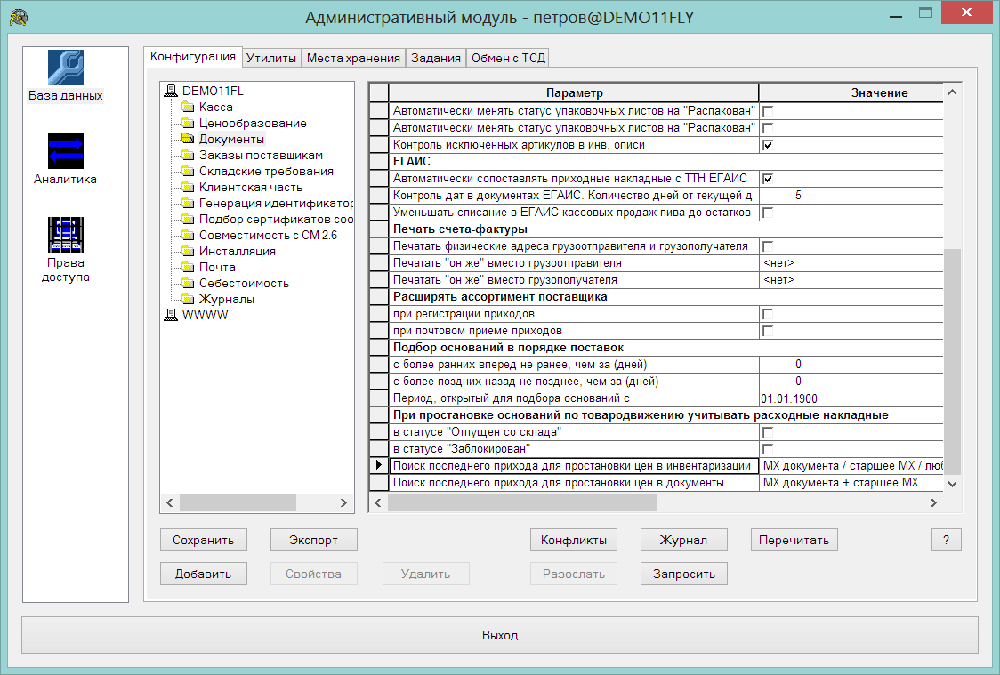 Административный модуль - петров@DEMO11FLY
База данных
Аналитика
Права
доступа
Конфигурация
Утилиты
Места хранения
Задания
Обмен с ТСД
DEMO11FL
Касса
Ценообразование
Документы
Заказы поставщикам
Складские требования
Клиентская часть
Генерация идентификатор
Подбор сертификатов соо
Совместимость с СМ 2.6
Инсталляция
Почта
Себестоимость
Журналы
WWWW
Параметр Значение
Автоматически менять статус упаковочных листов на "Распакован"
Автоматически менять статус упаковочных листов на "Распакован"
Контроль исключенных артикулов в инв. описи
ЕГАИС
Автоматически сопоставлять приходные накладные с ТТН ЕГАИС
Контроль дат в документах ЕГАИС. Количество дней от текущей д 5
Уменьшать списание в ЕГАИС кассовых продаж пива до остатков
Печать счета-фактуры
Печатать физические адреса грузоотправителя и грузополучателя
Печатать "он же" вместо грузоотправителя <нет>
Печатать "он же" вместо грузополучателя <нет>
Расширять ассортимент поставщика
при регистрации приходов
при почтовом приеме приходов
Подбор оснований в порядке поставок
с более ранних вперед не ранее, чем за (дней) 0
с более поздних назад не позднее, чем за (дней) 0
Период, открытый для подбора оснований с 01.01.1900
При простановке оснований по товародвижению учитывать расходные накладные
в статусе "Отпущен со склада"
в статусе "Заблокирован"
Поиск последнего прихода для простановки цен в инвентаризации МХ документа / старшее МХ / люб
Поиск последнего прихода для простановки цен в документы МХ документа + старшее МХ
Сохранить
Экспорт
Конфликты
Журнал
Перечитать
?
Добавить
Свойства
Удалить
Разослать
Запросить
Выход